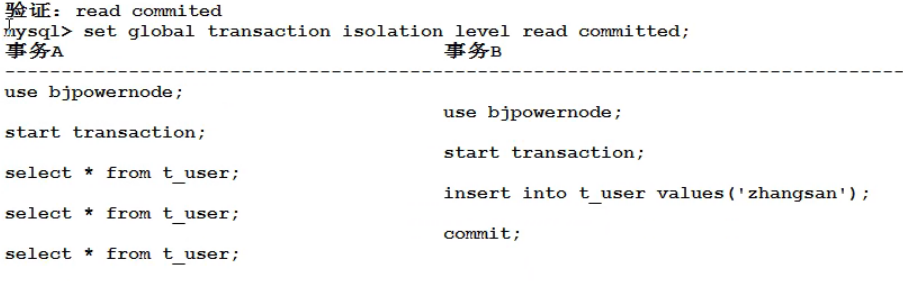 验证：read commited
mysql> set global transaction isolation level read committed;
事务A 事务B
--------------------------------------------------------------------------------
use bjpowernode;
use bjpowernode;
start transaction;
start transaction;
select * from t_user;
insert into t_user values('zhangsan');
select * from t_user;
commit;
select * from t_user;